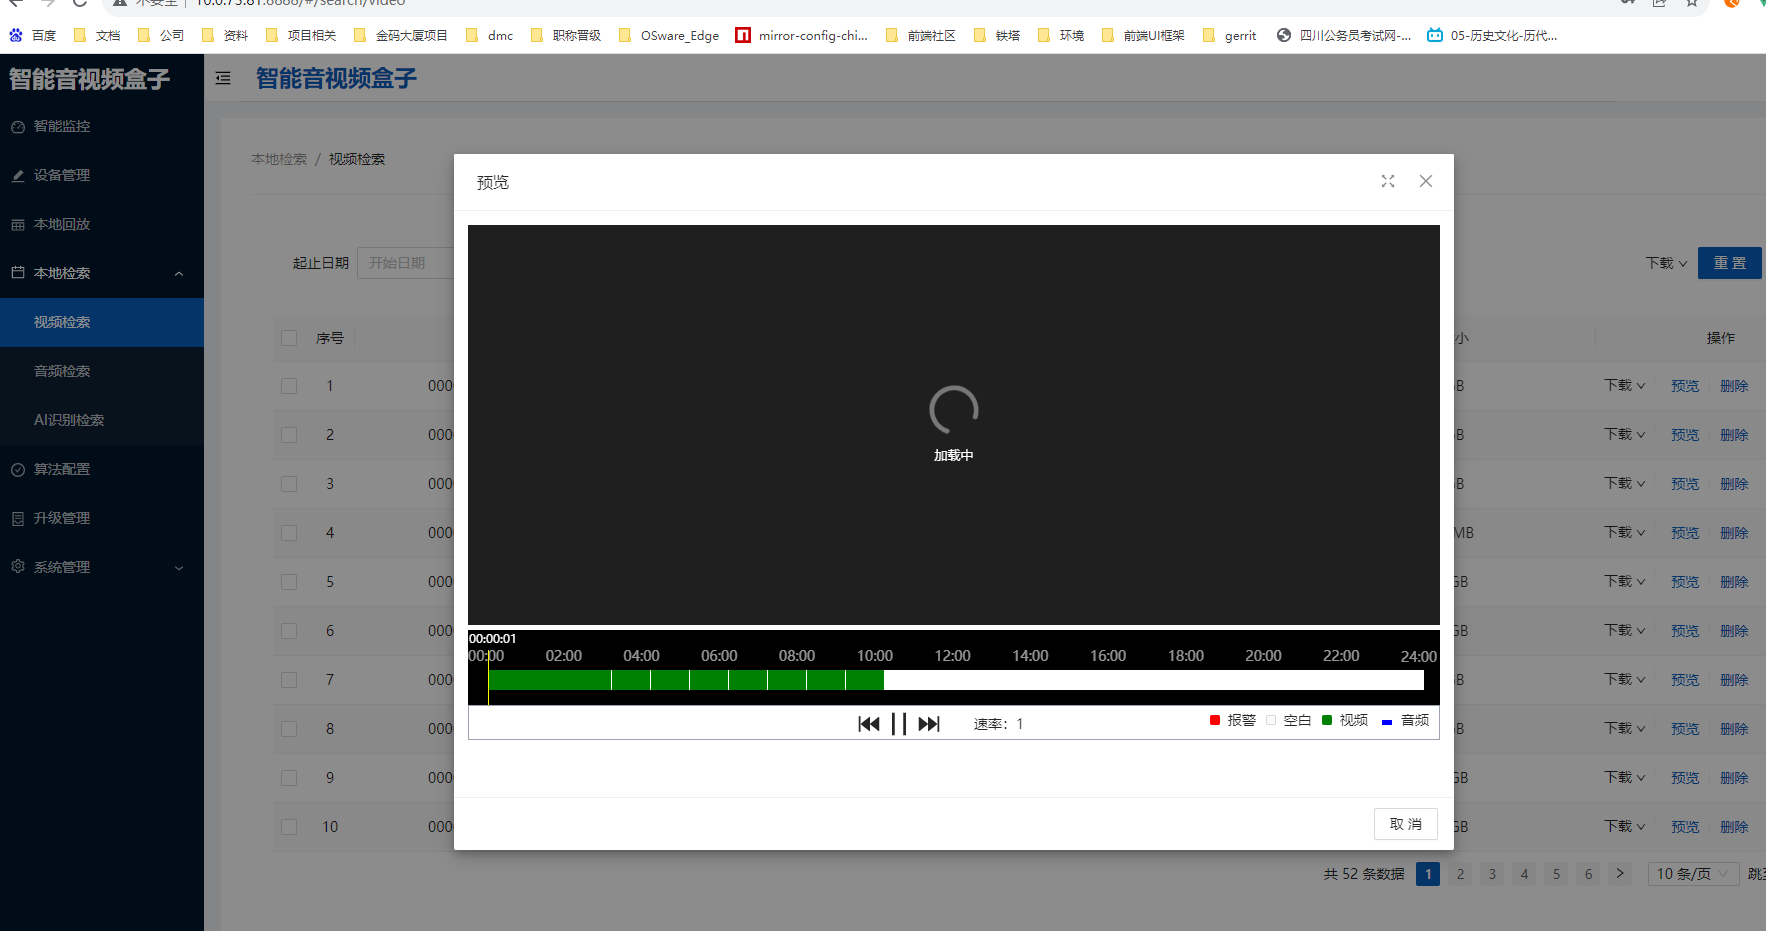 百度 文档 公司 资料 项目相关 金码大厦项目 dmc 职称晋级 OSware_Edge mirror-config-chi... 前端社区 铁塔 环境 前端UI框架 gerrit 四川公务员考试网-... 05-历史文化-历代...
智能音视频盒子
智能音视频盒子
智能监控
设备管理
本地回放
本地检索
视频检索
音频检索
AI识别检索
算法配置
升级管理
系统管理
本地检索 / 视频检索
起止日期 开始日期
下载 重 置
序号 小 操作
1 000 GB 下载 预览 删除
2 000 GB 下载 预览 删除
3 000 GB 下载 预览 删除
4 000 MB 下载 预览 删除
5 000 GB 下载 预览 删除
6 000 GB 下载 预览 删除
7 000 GB 下载 预览 删除
8 000 GB 下载 预览 删除
9 000 GB 下载 预览 删除
10 000 GB 下载 预览 删除
共 52 条数据 1 2 3 4 5 6 10 条/页
预览
加载中
00:00:01
00:00 02:00 04:00 06:00 08:00 10:00 12:00 14:00 16:00 18:00 20:00 22:00 24:00
速率：1
报警 空白 视频 音频
取 消